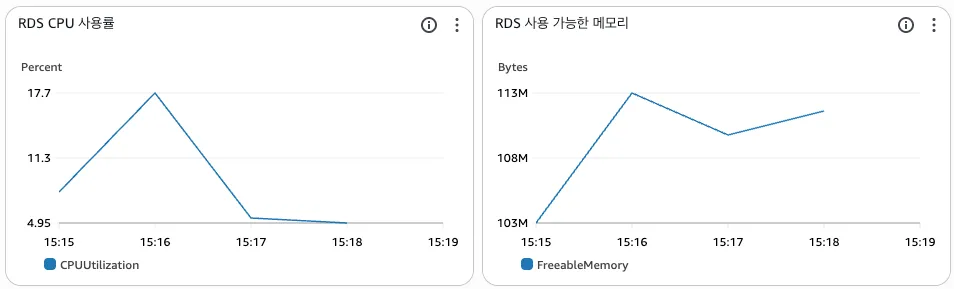 RDS CPU 사용률
Percent
17.7
11.3
4.95
15:15 15:16 15:17 15:18 15:19
CPUUtilization
RDS 사용 가능한 메모리
Bytes
113M
108M
103M
15:15 15:16 15:17 15:18 15:19
FreeableMemory